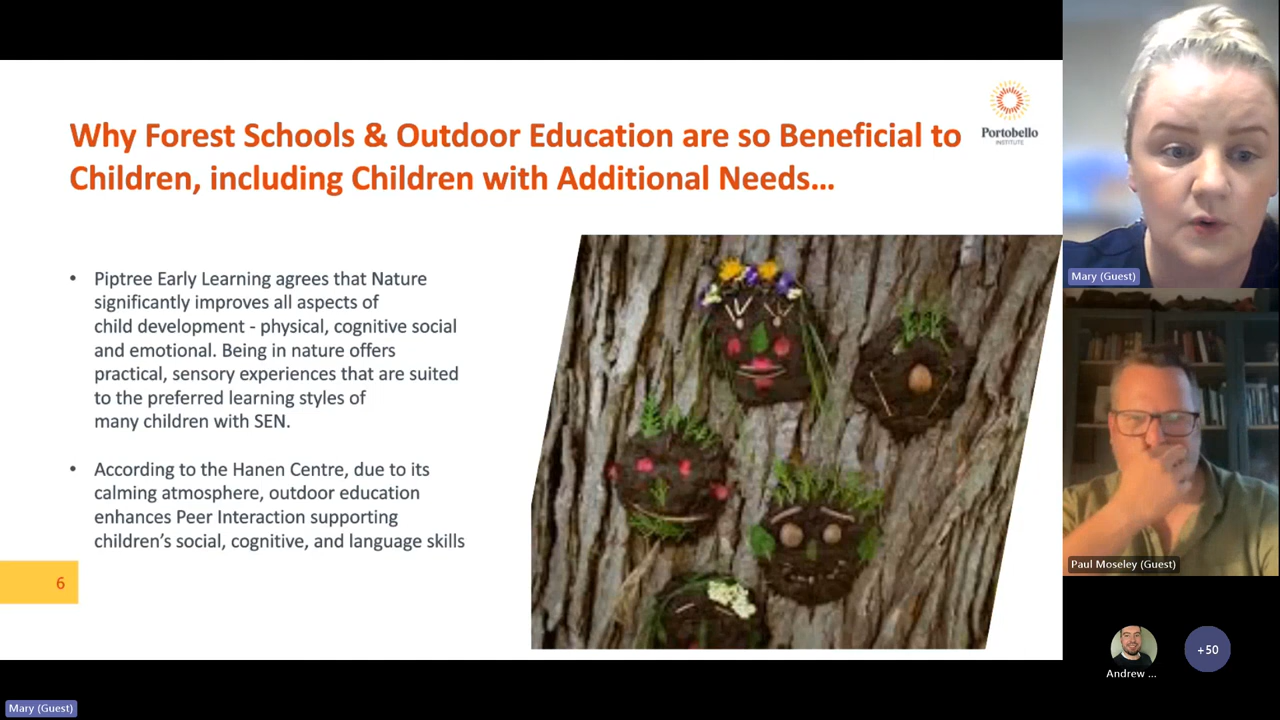 Why Forest Schools & Outdoor Education are so Beneficial to
Children, including Children with Additional Needs...
Portobello
INSTITUTE
• Piptree Early Learning agrees that Nature
significantly improves all aspects of
child development - physical, cognitive social
and emotional. Being in nature offers
practical, sensory experiences that are suited
to the preferred learning styles of
many children with SEN.
• According to the Hanen Centre, due to its
calming atmosphere, outdoor education
enhances Peer Interaction supporting
children's social, cognitive, and language skills
6
Mary (Guest)
Paul Moseley (Guest)
Andrew ...
+50
Mary (Guest)